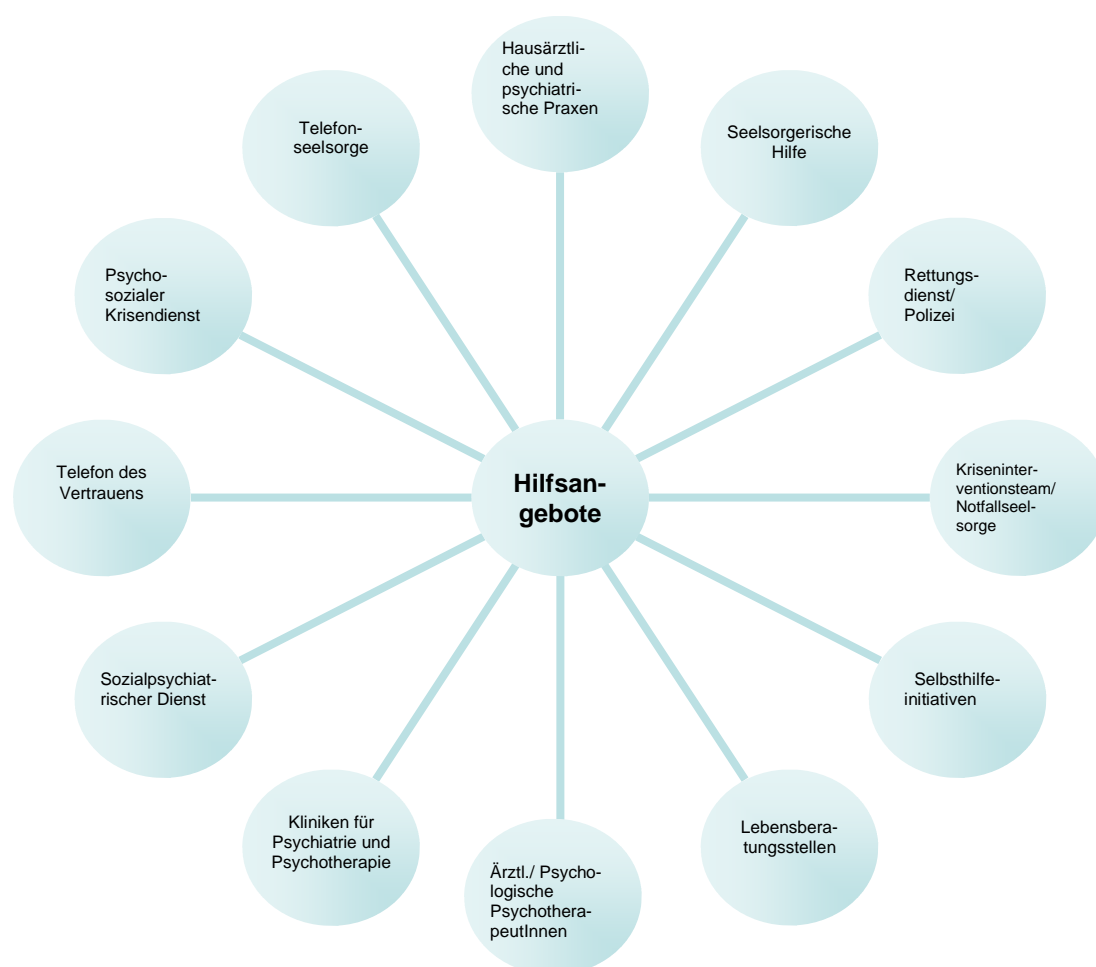 Hausärztli-
che und
psychiatri-
sche Praxen
Seelsorgerische
Hilfe
Rettungs-
dienst/
Polizei
Kriseninter-
ventionsteam/
Notfallseel-
sorge
Selbsthilfe-
initiativen
Lebensbera-
tungsstellen
Ärztl./ Psycho-
logische
Psychothera-
peutInnen
Kliniken für
Psychiatrie und
Psychotherapie
Sozialpsychiat-
rischer Dienst
Telefon des
Vertrauens
Psycho-
sozialer
Krisendienst
Telefon-
seelsorge
Hilfsan-
gebote